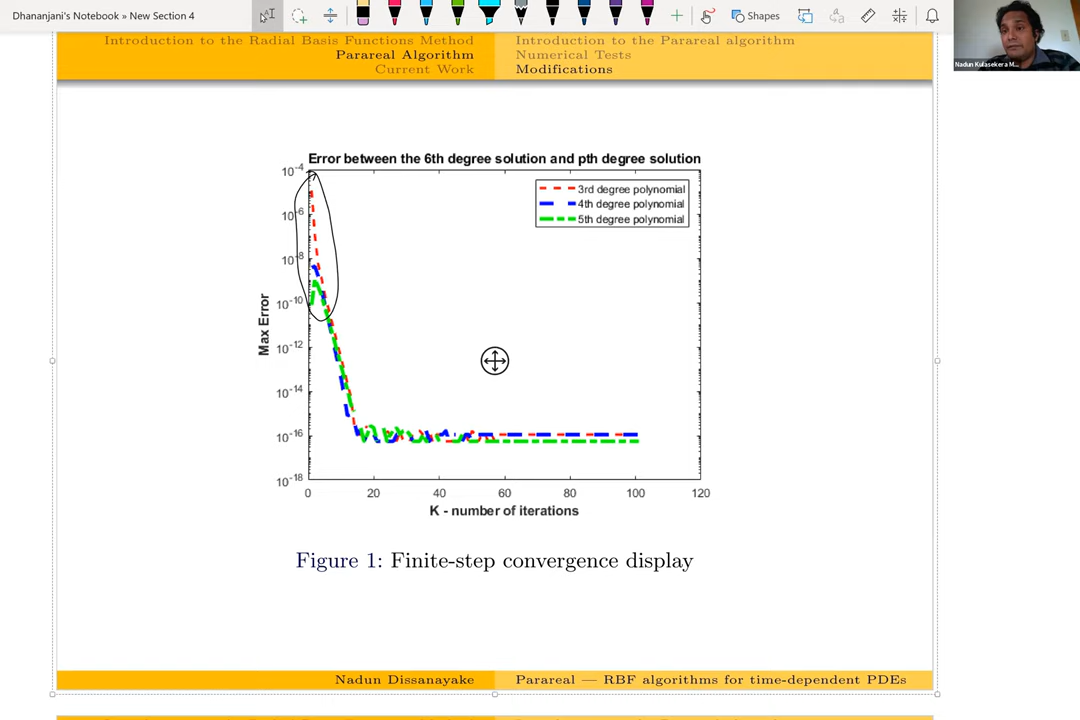 Dhananjani's Notebook » New Section 4
Shapes
Nadun Kulasekera M...
Introduction to the Radial Basis Functions Method
Parareal Algorithm
Current Work
Introduction to the Parareal algorithm
Numerical Tests
Modifications
Error between the 6th degree solution and pth degree solution
3rd degree polynomial
4th degree polynomial
5th degree polynomial
Max Error
10^-4
10^-6
10^-8
10^-10
10^-12
10^-14
10^-16
10^-18
0 20 40 60 80 100 120
K - number of iterations
Figure 1: Finite-step convergence display
Nadun Dissanayake
Parareal — RBF algorithms for time-dependent PDEs